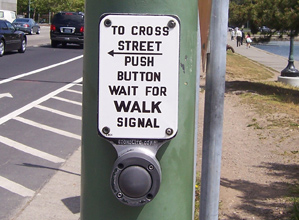 TO CROSS
STREET
PUSH
BUTTON
WAIT FOR
WALK
SIGNAL